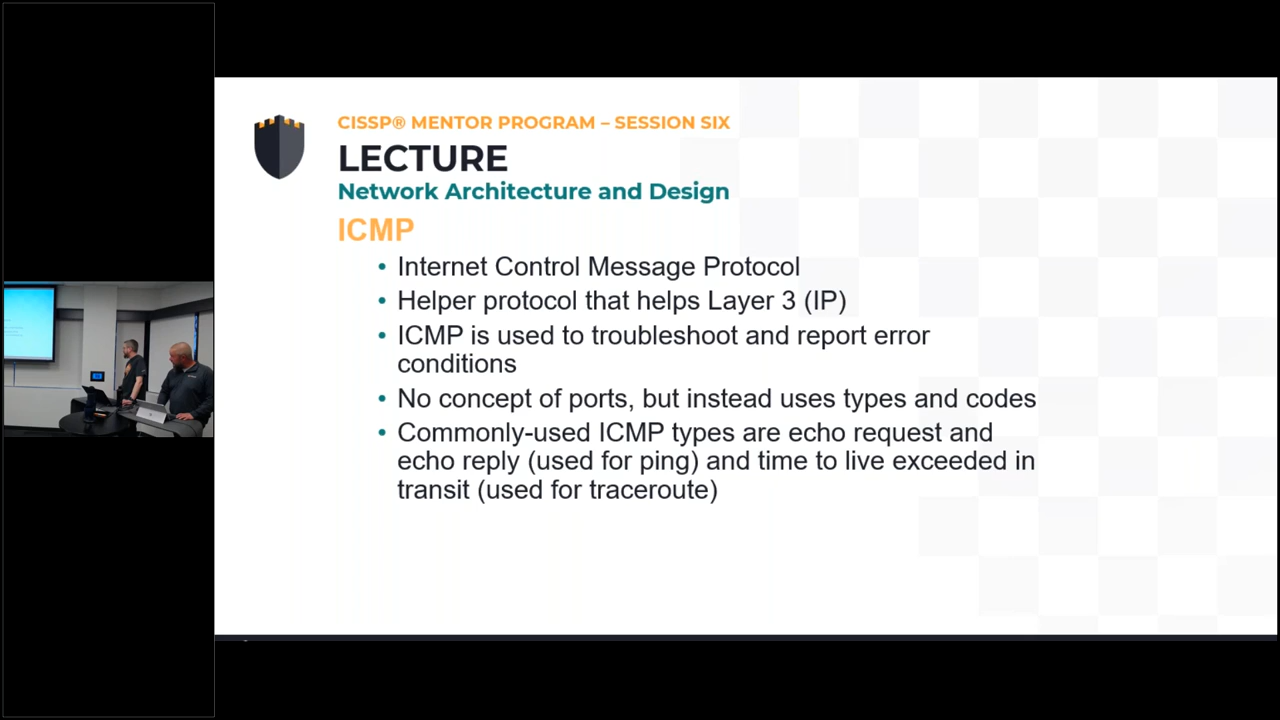 CISSP® MENTOR PROGRAM – SESSION SIX
LECTURE
Network Architecture and Design
ICMP
• Internet Control Message Protocol
• Helper protocol that helps Layer 3 (IP)
• ICMP is used to troubleshoot and report error
conditions
• No concept of ports, but instead uses types and codes
• Commonly-used ICMP types are echo request and
echo reply (used for ping) and time to live exceeded in
transit (used for traceroute)